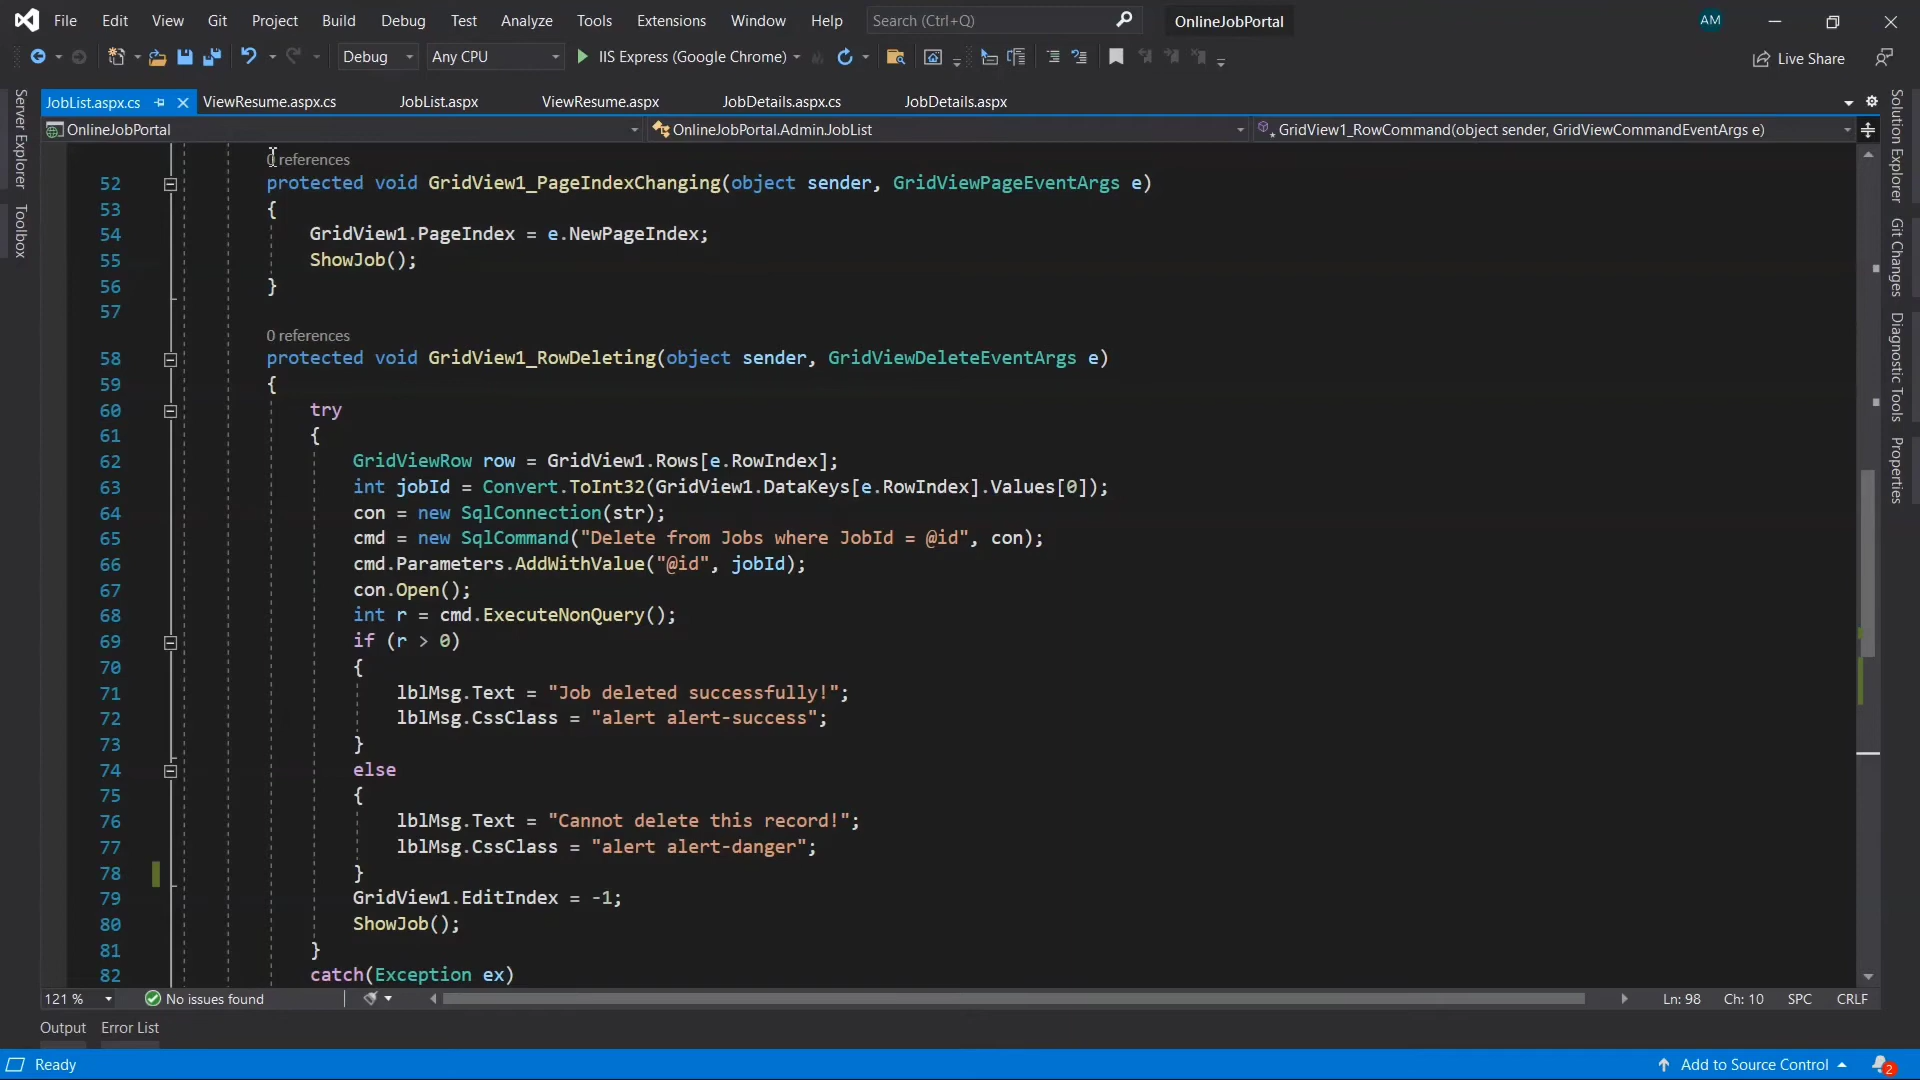 File Edit View Git Project Build Debug Test Analyze Tools Extensions Window Help Search (Ctrl+Q) OnlineJobPortal AM
Debug Any CPU IIS Express (Google Chrome) Live Share
JobList.aspx.cs ViewResume.aspx.cs JobList.aspx ViewResume.aspx JobDetails.aspx.cs JobDetails.aspx
OnlineJobPortal OnlineJobPortal.Admin.JobList GridView1_RowCommand(object sender, GridViewCommandEventArgs e)
Server Explorer
Toolbox
0 references
52 protected void GridView1_PageIndexChanging(object sender, GridViewPageEventArgs e)
53 {
54 GridView1.PageIndex = e.NewPageIndex;
55 ShowJob();
56 }
57
0 references
58 protected void GridView1_RowDeleting(object sender, GridViewDeleteEventArgs e)
59 {
60 try
61 {
62 GridViewRow row = GridView1.Rows[e.RowIndex];
63 int jobId = Convert.ToInt32(GridView1.DataKeys[e.RowIndex].Values[0]);
64 con = new SqlConnection(str);
65 cmd = new SqlCommand("Delete from Jobs where JobId = @id", con);
66 cmd.Parameters.AddWithValue("@id", jobId);
67 con.Open();
68 int r = cmd.ExecuteNonQuery();
69 if (r > 0)
70 {
71 lblMsg.Text = "Job deleted successfully!";
72 lblMsg.CssClass = "alert alert-success";
73 }
74 else
75 {
76 lblMsg.Text = "Cannot delete this record!";
77 lblMsg.CssClass = "alert alert-danger";
78 }
79 GridView1.EditIndex = -1;
80 ShowJob();
81 }
82 catch(Exception ex)
Solution Explorer
Git Changes
Diagnostic Tools
Properties
121 % No issues found Ln: 98 Ch: 10 SPC CRLF
Output Error List
Ready Add to Source Control 2